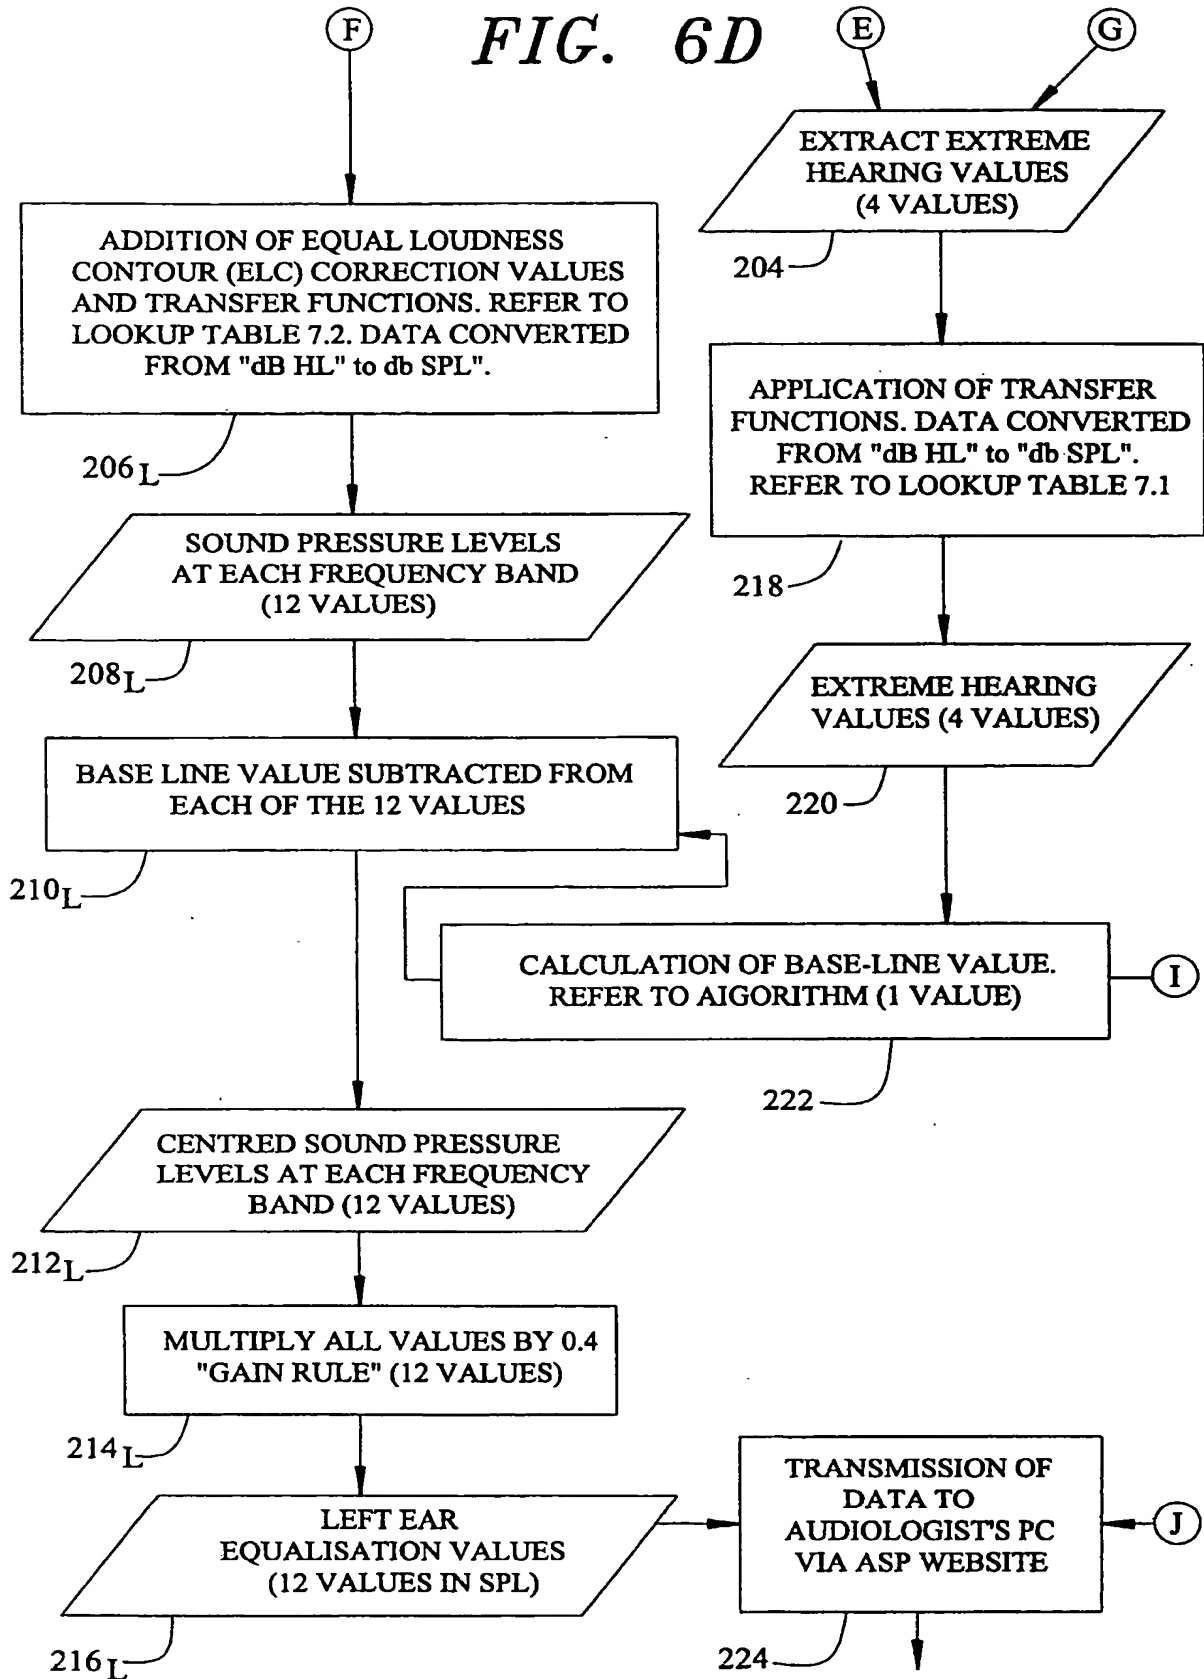 F
FIG. 6D
E
G
EXTRACT EXTREME
HEARING VALUES
(4 VALUES)
204
ADDITION OF EQUAL LOUDNESS
CONTOUR (ELC) CORRECTION VALUES
AND TRANSFER FUNCTIONS. REFER TO
LOOKUP TABLE 7.2. DATA CONVERTED
FROM "dB HL" to db SPL".
206L
APPLICATION OF TRANSFER
FUNCTIONS. DATA CONVERTED
FROM "dB HL" to "db SPL".
REFER TO LOOKUP TABLE 7.1
218
SOUND PRESSURE LEVELS
AT EACH FREQUENCY BAND
(12 VALUES)
208L
EXTREME HEARING
VALUES (4 VALUES)
220
BASE LINE VALUE SUBTRACTED FROM
EACH OF THE 12 VALUES
210L
CALCULATION OF BASE-LINE VALUE.
REFER TO AIGORITHM (1 VALUE)
I
222
CENTRED SOUND PRESSURE
LEVELS AT EACH FREQUENCY
BAND (12 VALUES)
212L
MULTIPLY ALL VALUES BY 0.4
"GAIN RULE" (12 VALUES)
214L
LEFT EAR
EQUALISATION VALUES
(12 VALUES IN SPL)
216L
TRANSMISSION OF
DATA TO
AUDIOLOGIST'S PC
VIA ASP WEBSITE
J
224